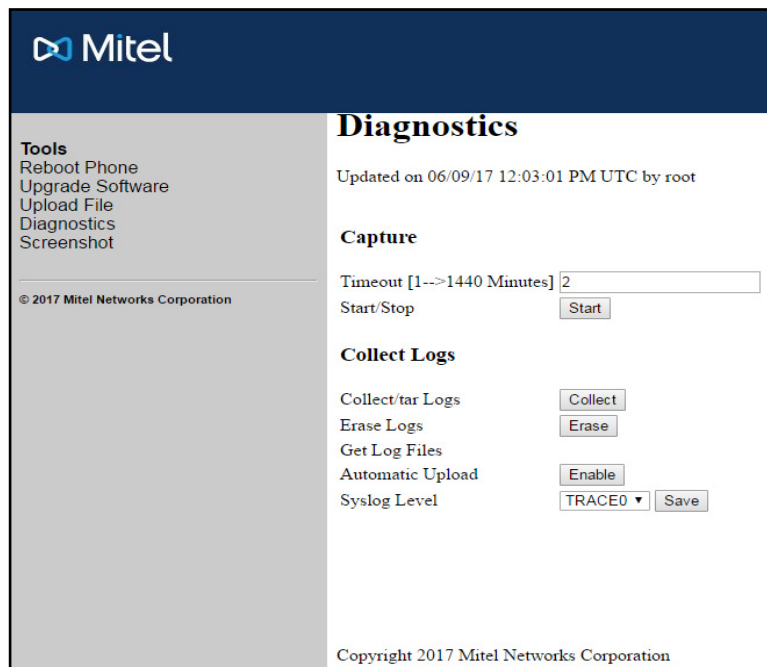 Mitel
Tools
Reboot Phone
Upgrade Software
Upload File
Diagnostics
Screenshot
© 2017 Mitel Networks Corporation
Diagnostics
Updated on 06/09/17 12:03:01 PM UTC by root
Capture
Timeout [1-->1440 Minutes] 2
Start/Stop Start
Collect Logs
Collect/tar Logs Collect
Erase Logs Erase
Get Log Files
Automatic Upload Enable
Syslog Level TRACE0 Save
Copyright 2017 Mitel Networks Corporation